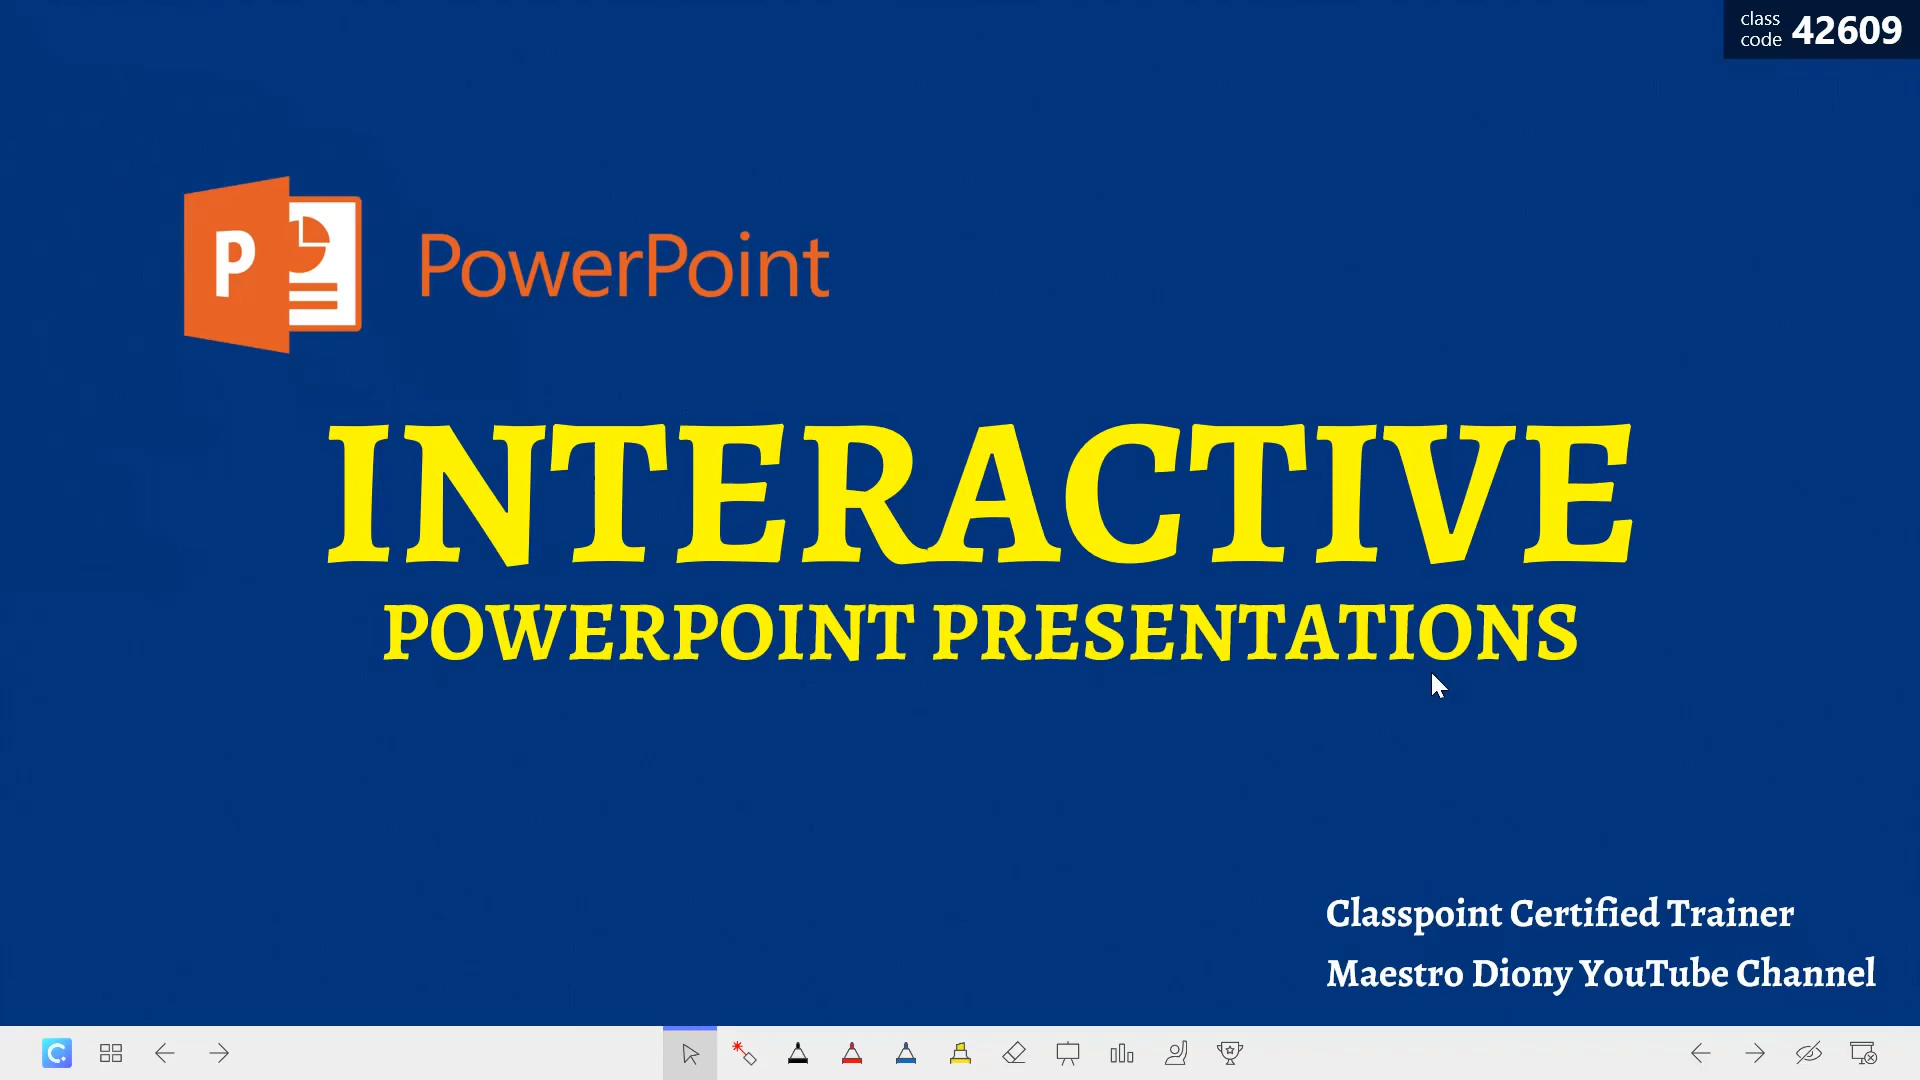 class
code 42609
P PowerPoint
INTERACTIVE
POWERPOINT PRESENTATIONS
Classpoint Certified Trainer
Maestro Diony YouTube Channel
C.